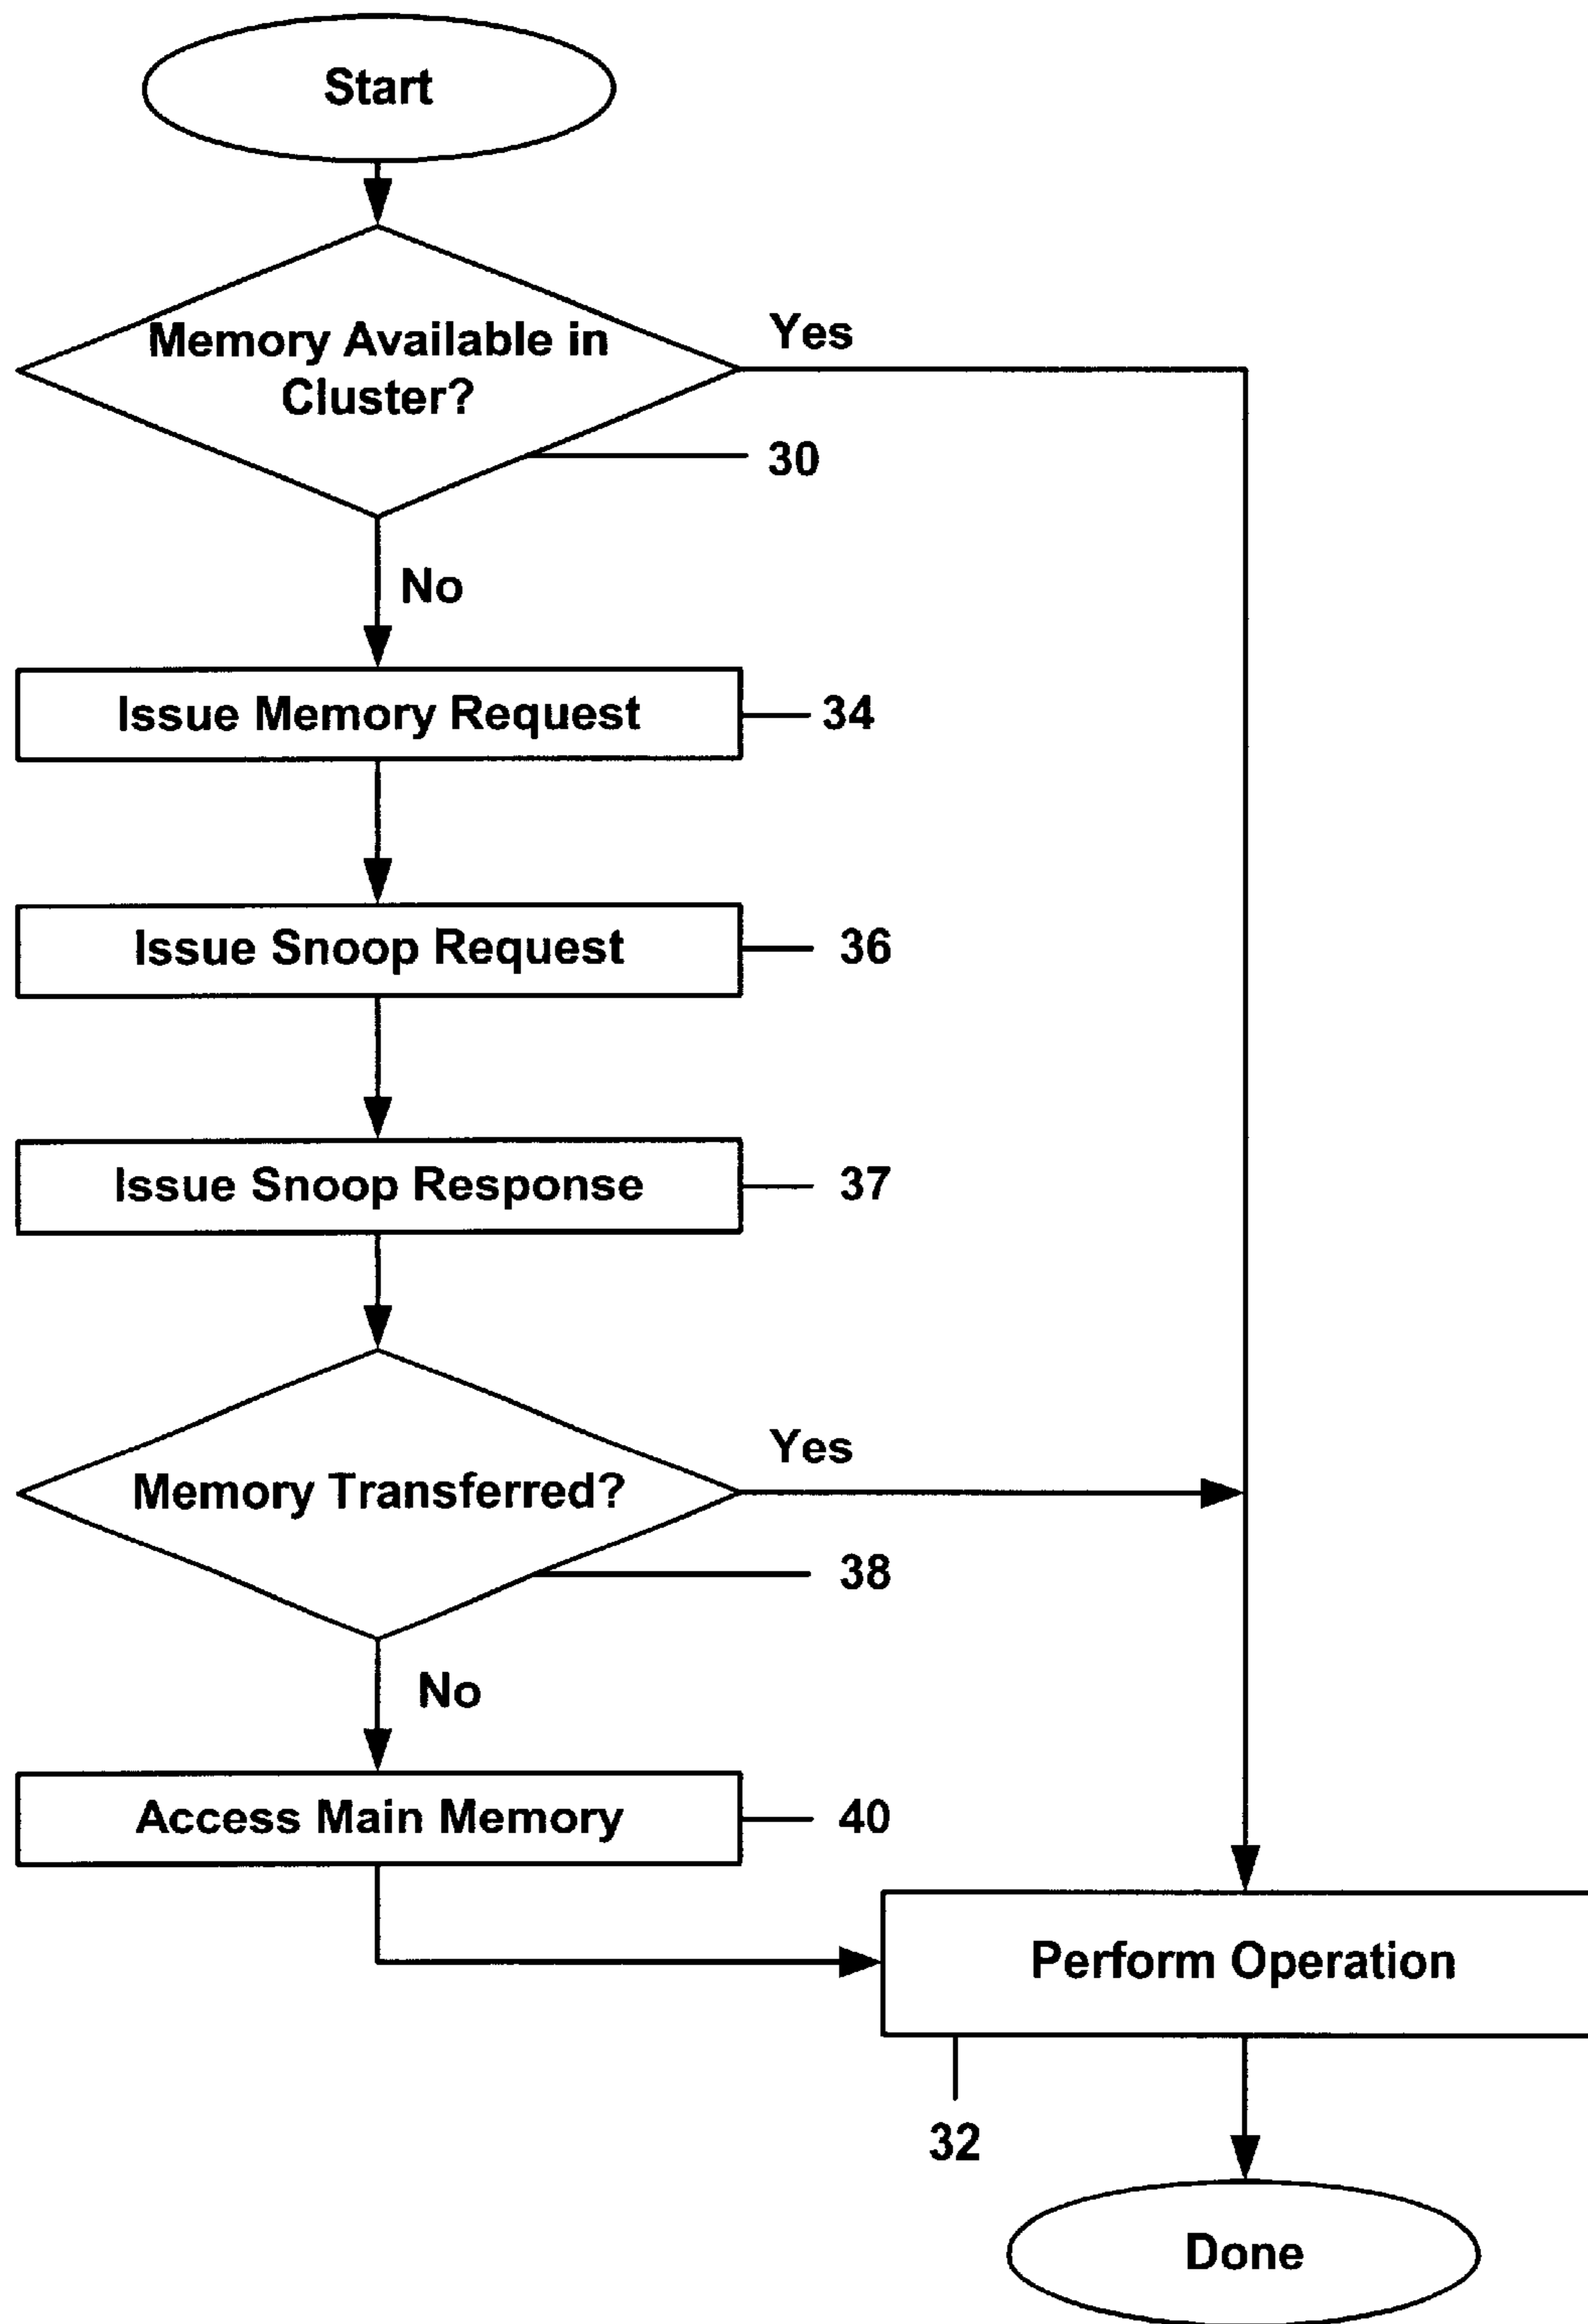 Start
Memory Available in
Cluster?
Yes
30
No
Issue Memory Request
34
Issue Snoop Request
36
Issue Snoop Response
37
Memory Transferred?
Yes
38
No
Access Main Memory
40
Perform Operation
32
Done